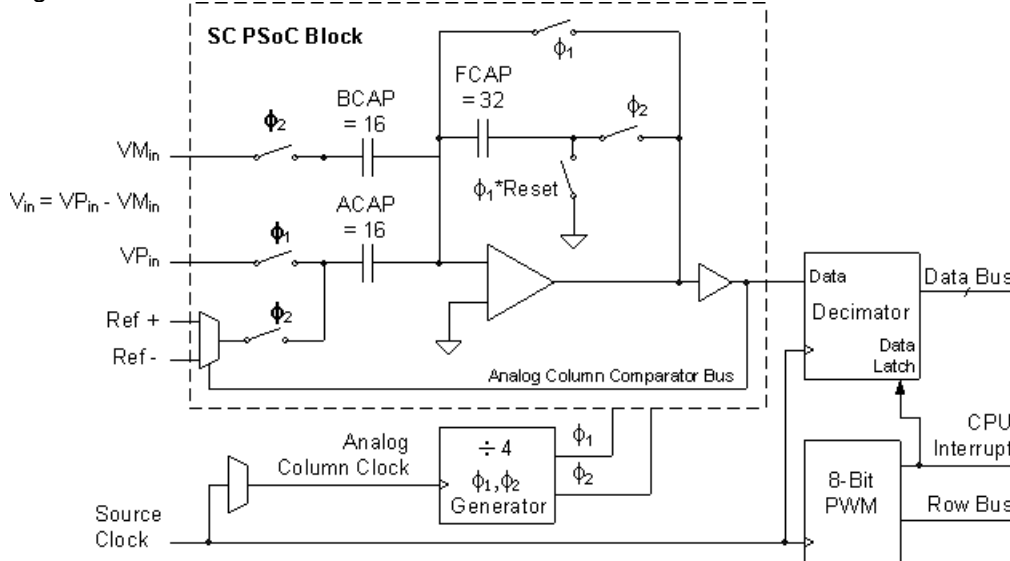 SC PSoC Block
ϕ1
FCAP
= 32
ϕ2
BCAP
= 16
ϕ2
VMin
ϕ1*Reset
Vin = VPin - VMin
ACAP
= 16
ϕ1
VPin
Data
Data Bus
Decimator
Ref +
ϕ2
Ref -
Data
Latch
Analog Column Comparator Bus
CPU
Interrupt
Analog
Column Clock
÷ 4
ϕ1,ϕ2
Generator
ϕ1
ϕ2
8-Bit
PWM
Row Bus
Source
Clock